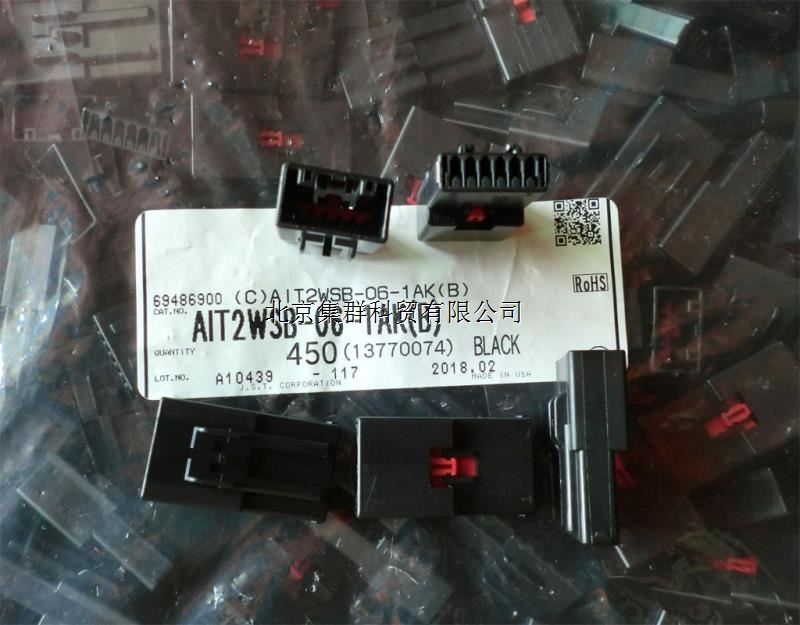 69486900 (C)AIT2WSB-06-1AK(B)
CAT.NO.
RoHS
北京集群科贸有限公司
AIT2WSB-06-1AK(B)
QUANTITY 450 (13770074) BLACK
LOT.NO. A10439 - 117 2018.02
J.S.T. CORPORATION MADE IN USA